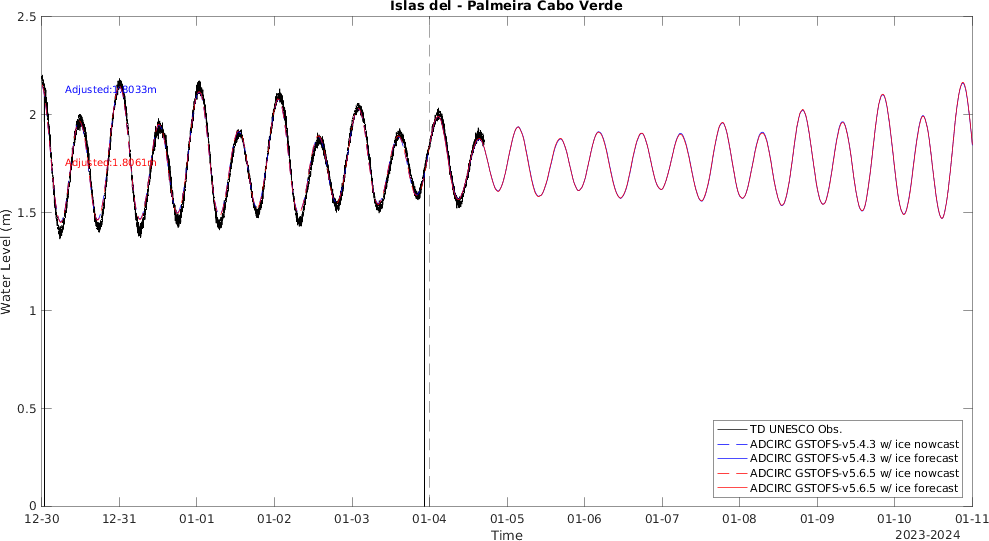 Islas del - Palmeira Cabo Verde
2.5
2
1.5
1
0.5
0
Water Level (m)
Adjusted:1.8033m
Adjusted:1.8061m
TD UNESCO Obs.
ADCIRC GSTOFS-v5.4.3 w/ ice nowcast
ADCIRC GSTOFS-v5.4.3 w/ ice forecast
ADCIRC GSTOFS-v5.6.5 w/ ice nowcast
ADCIRC GSTOFS-v5.6.5 w/ ice forecast
12-30 12-31 01-01 01-02 01-03 01-04 01-05 01-06 01-07 01-08 01-09 01-10 01-11
Time
2023-2024